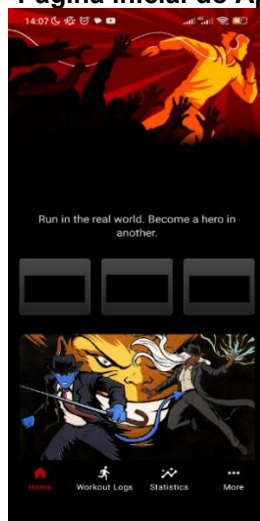 Página Inicial do Ap
14:07
Run in the real world. Become a hero in
another.
Home Workout Logs Statistics More